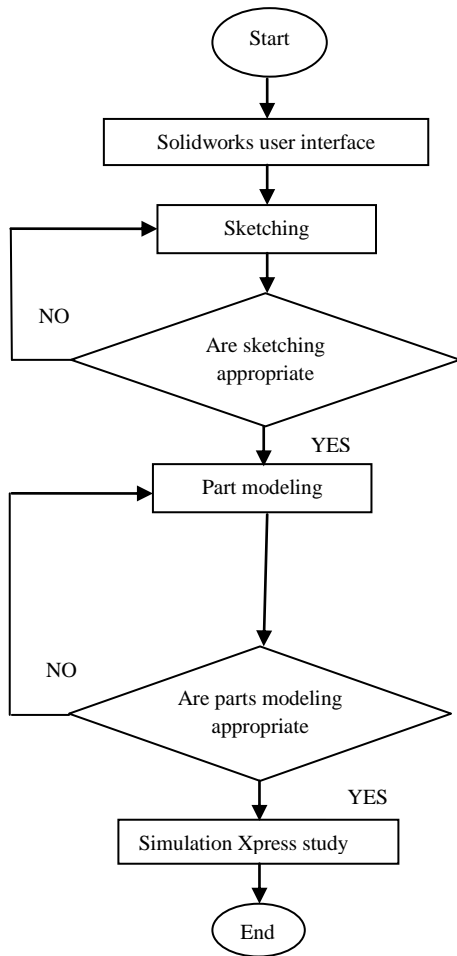 Start
Solidworks user interface
Sketching
NO
Are sketching
appropriate
YES
Part modeling
NO
Are parts modeling
appropriate
YES
Simulation Xpress study
End